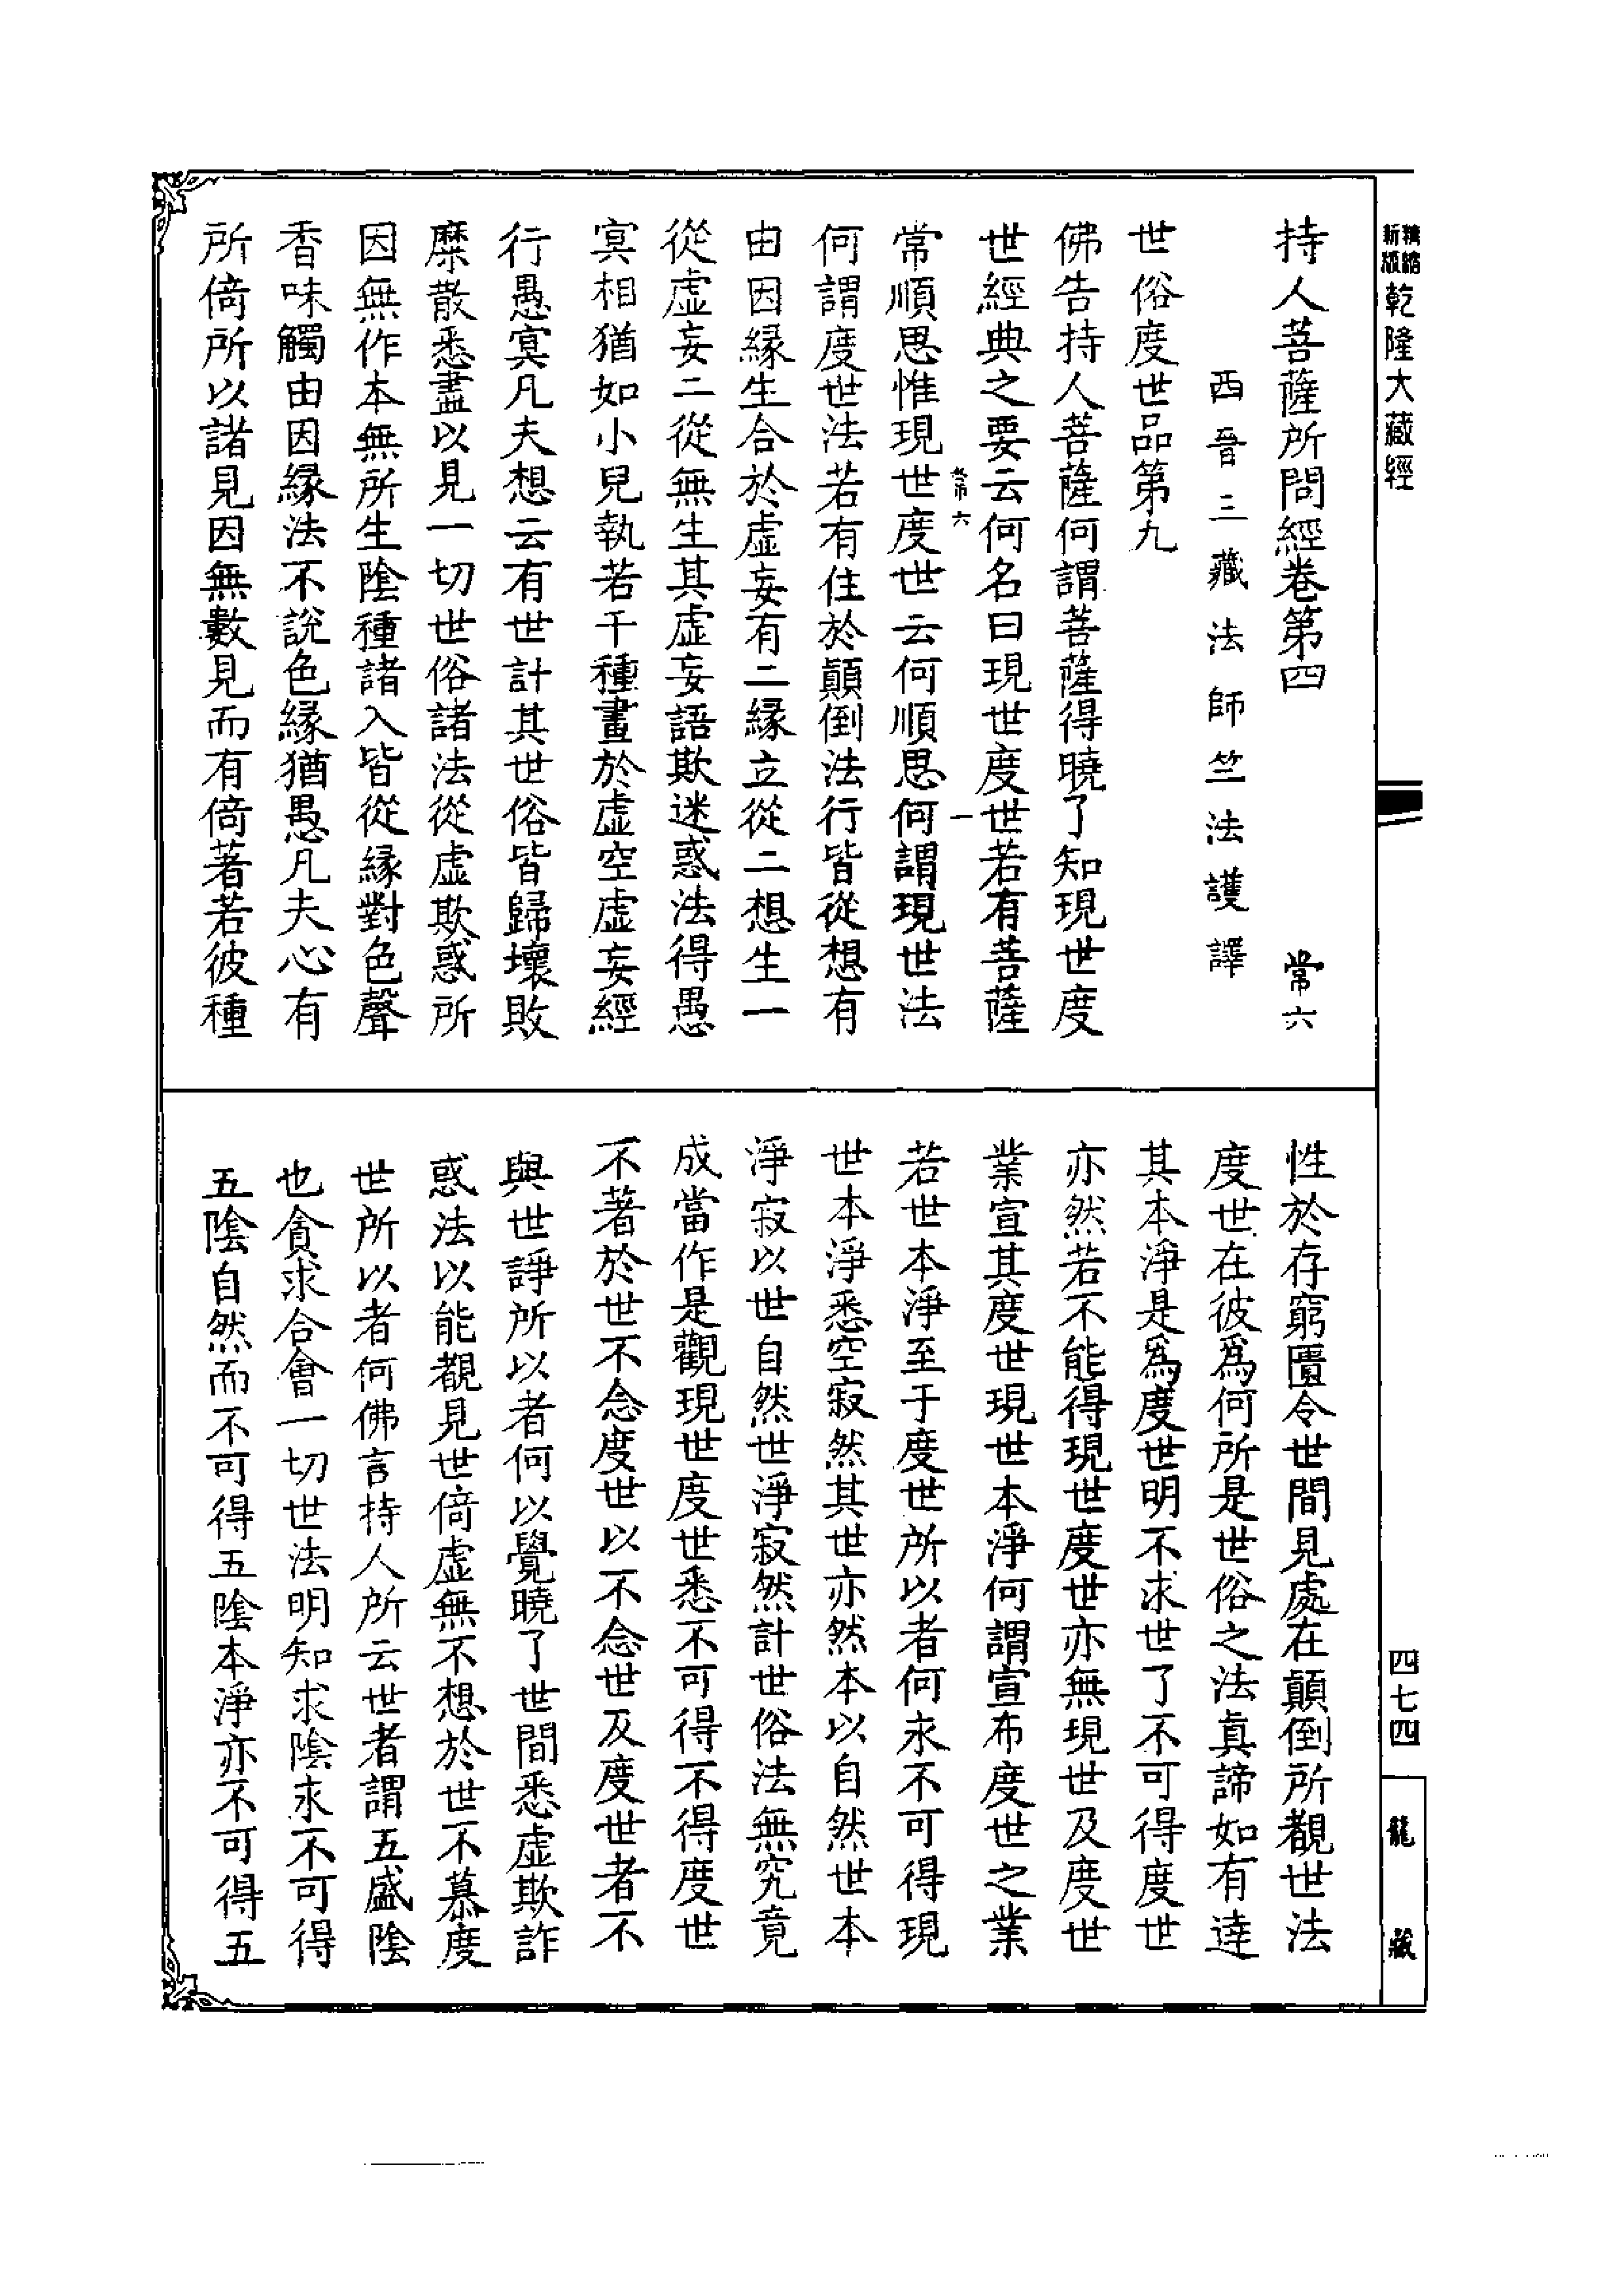 精縮新版乾隆大藏經
持人菩薩所問經卷第四 常六
西晉三藏法師竺法護譯
世俗度世品第九
佛告持人菩薩何謂菩薩得曉了知現世度
世經典之要云何名曰現世度世若有菩薩
常六 一
常順思惟現世度世云何順思何謂現世法
何謂度世法若有住於顛倒法行皆從想有
由因緣生合於虛妄有二緣立從二想生一
從虛妄二從無生其虛妄語欺迷惑法得愚
冥相猶如小兒執若干種畫於虛空虛妄經
行愚冥凡夫想云有世計其世俗皆歸壞敗
糜散悉盡以見一切世俗諸法從虛欺惑所
因無作本無所生陰種諸入皆從緣對色聲
香味觸由因緣法不說色緣猶愚凡夫心有
所倚所以諸見因無數見而有倚著若彼種
性於存窮匱令世間見處在顛倒所覩世法
度世在彼為何所是世俗之法真諦如有逹
其本淨是為度世明不求世了不可得度世
亦然若不能得現世度世亦無現世及度世
業宣其度世現世本淨何謂宣布度世之業
若世本淨至于度世所以者何永不可得現
世本淨悉空寂然其世亦然本以自然世本
淨寂以世自然世淨寂然計世俗法無究竟
成當作是觀現世度世悉不可得不得度世
不著於世不念度世以不念世及度世者不
與世諍所以者何以覺曉了世間悉虛欺詐
惑法以能覩見世倚虛無不想於世不慕度
世所以者何佛言持人所云世者謂五盛陰
也貪求合會一切世法明知求陰永不可得
五陰自然而不可得五陰本淨亦不可得五
四七四
龍藏